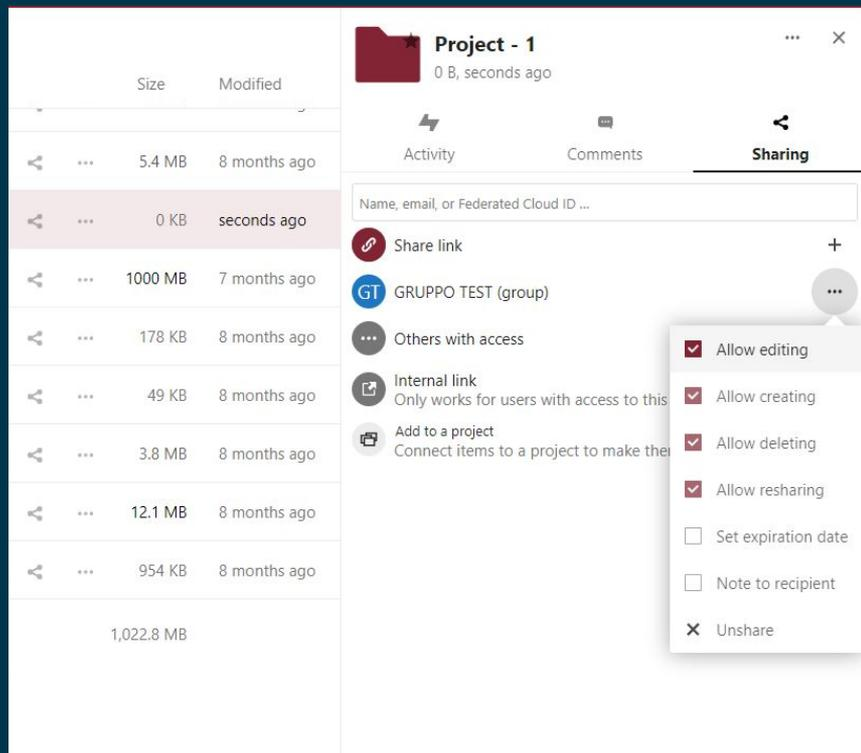 Size Modified
5.4 MB 8 months ago
0 KB seconds ago
1000 MB 7 months ago
178 KB 8 months ago
49 KB 8 months ago
3.8 MB 8 months ago
12.1 MB 8 months ago
954 KB 8 months ago
1,022.8 MB
Project - 1
0 B, seconds ago
Activity Comments Sharing
Name, email, or Federated Cloud ID ...
Share link
GT GRUPPO TEST (group)
Others with access
Internal link
Only works for users with access to this
Add to a project
Connect items to a project to make
Allow editing
Allow creating
Allow deleting
Allow resharing
Set expiration date
Note to recipient
Unshare